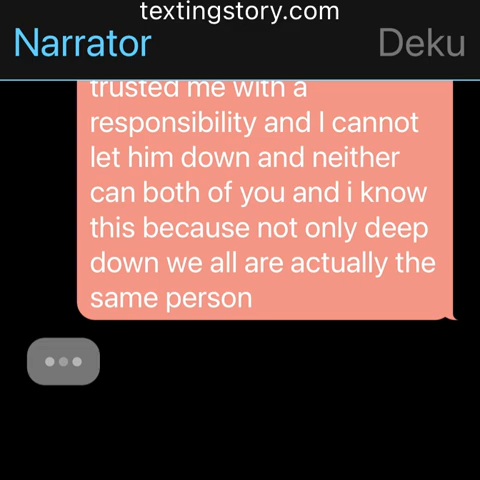 textingstory.com
Narrator Deku
trusted me with a
responsibility and I cannot
let him down and neither
can both of you and i know
this because not only deep
down we all are actually the
same person